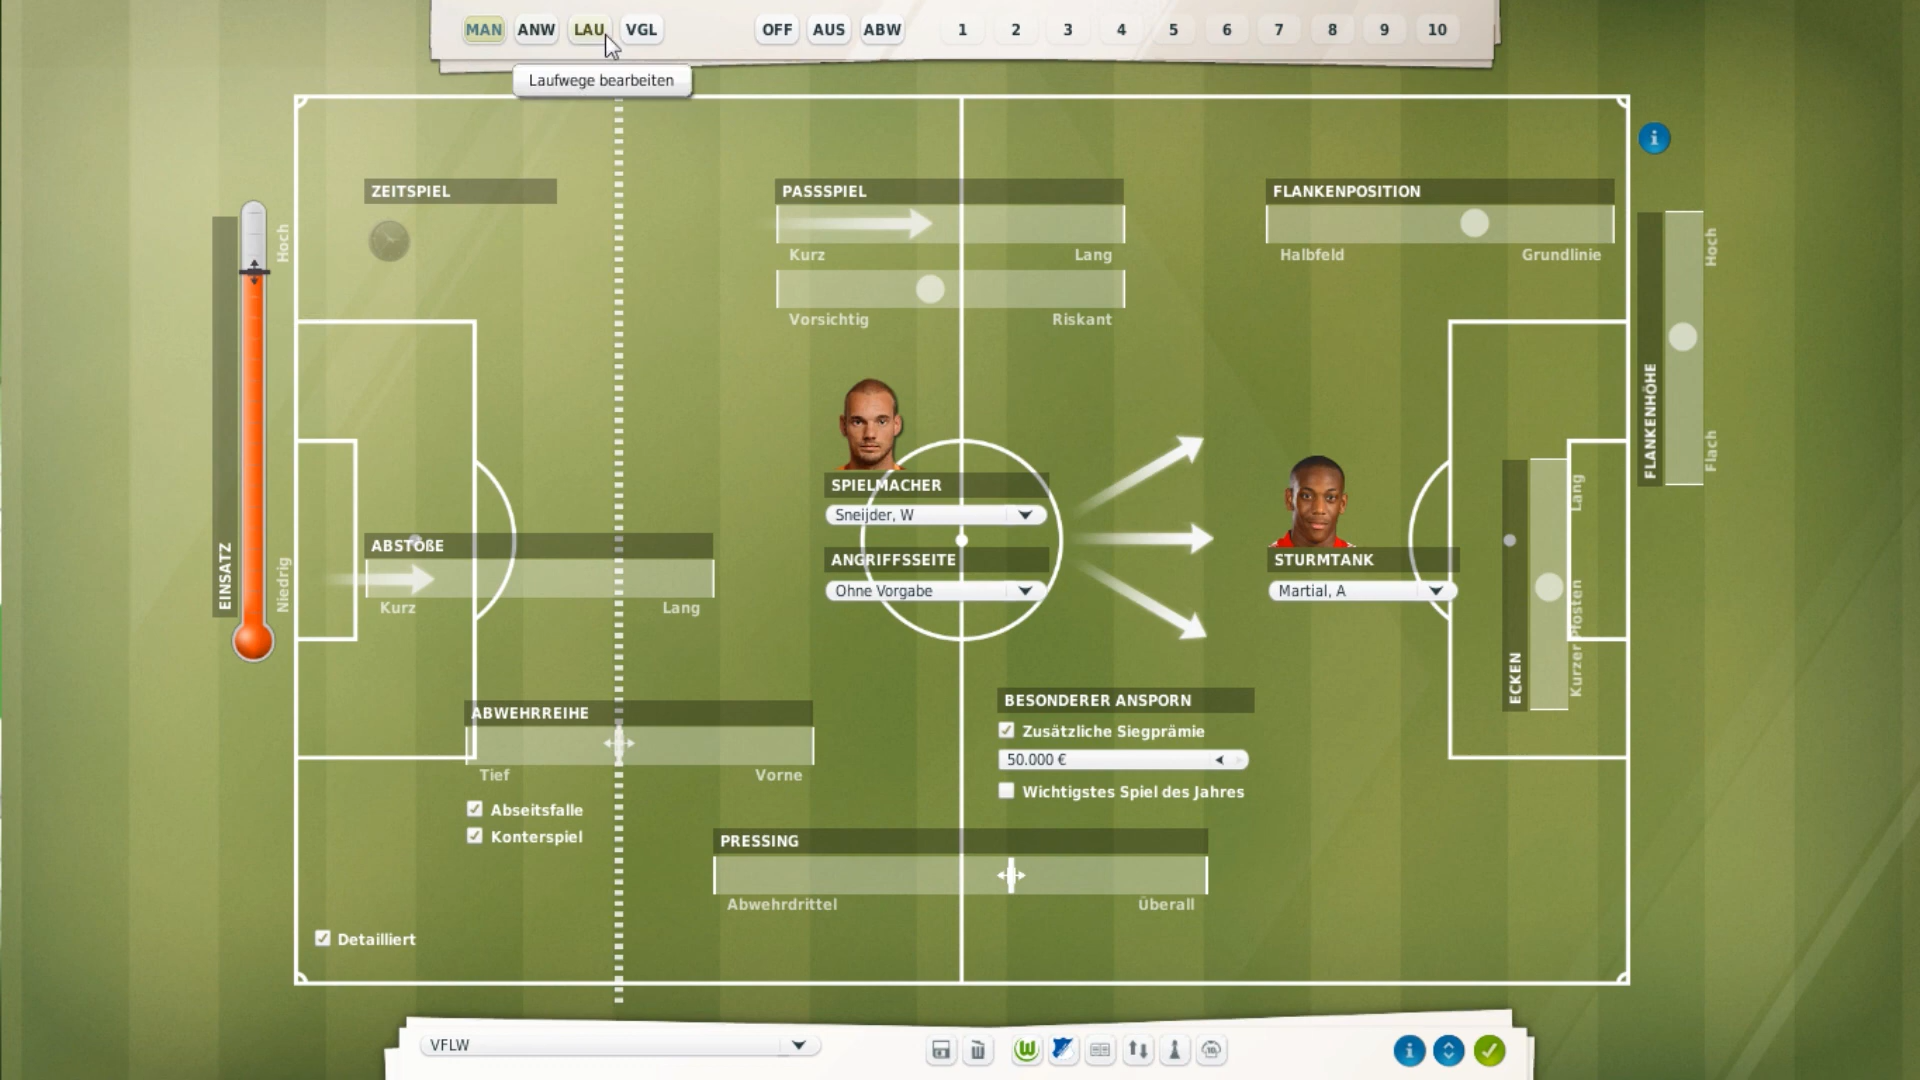 MAN ANW LAU VGL OFF AUS ABW 1 2 3 4 5 6 7 8 9 10
Laufwege bearbeiten
ZEITSPIEL
PASSSPIEL
Kurz Lang
Vorsichtig Riskant
FLANKENPOSITION
Halbfeld Grundlinie
Hoch
EINSATZ
Niedrig
Hoch
FLANKENHÖHE
Flach
SPIELMACHER
Sneijder, W
ANGRIFFSSEITE
Ohne Vorgabe
STURMTANK
Martial, A
ABSTÖßE
Kurz Lang
Lang
ECKEN
Kurzer Pfosten
ABWEHRREIHE
Tief Vorne
Abseitsfalle
Konterspiel
BESONDERER ANSPORN
Zusätzliche Siegprämie
50.000 €
Wichtigstes Spiel des Jahres
PRESSING
Abwehrdrittel Überall
Detailliert
VFLW